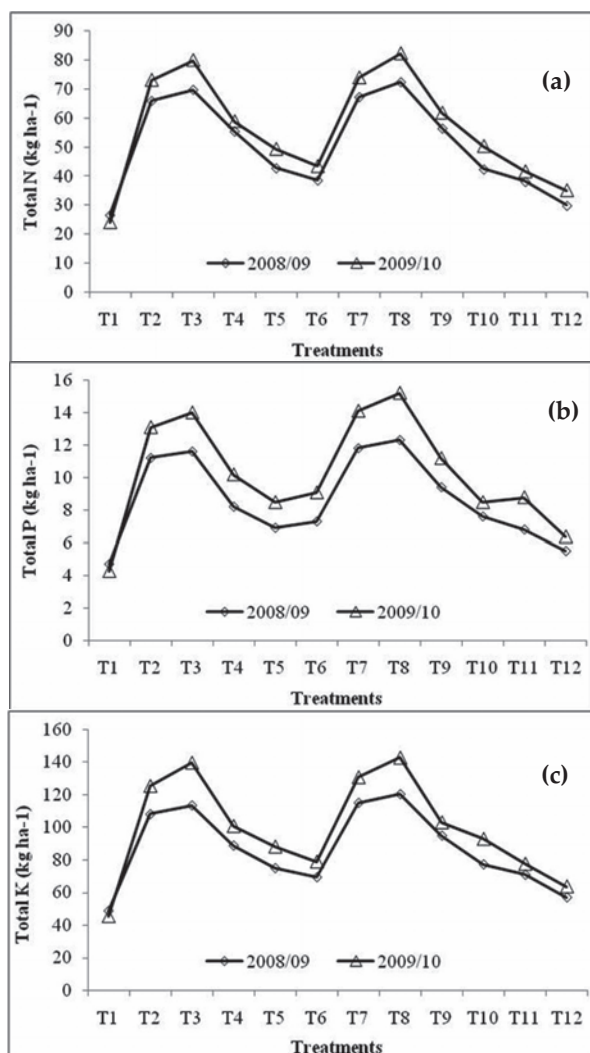 (a)
Total N (kg ha-1)
90
80
70
60
50
40
30
20
10
0
2008/09 2009/10
T1 T2 T3 T4 T5 T6 T7 T8 T9 T10 T11 T12
Treatments
(b)
Total P (kg ha-1)
16
14
12
10
8
6
4
2
0
2008/09 2009/10
T1 T2 T3 T4 T5 T6 T7 T8 T9 T10 T11 T12
Treatments
(c)
Total K (kg ha-1)
160
140
120
100
80
60
40
20
0
2008/09 2009/10
T1 T2 T3 T4 T5 T6 T7 T8 T9 T10 T11 T12
Treatments